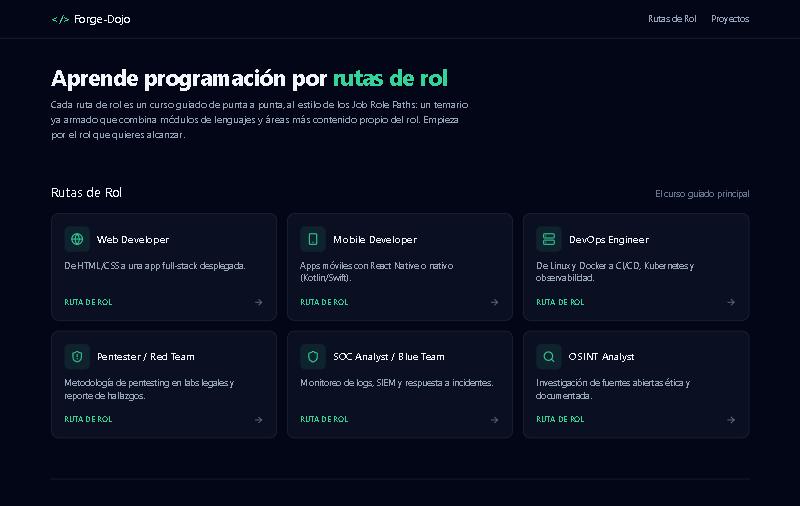 </> Forge-Dojo
Rutas de Rol
Proyectos
Aprende programación por rutas de rol
Cada ruta de rol es un curso guiado de punta a punta, al estilo de los Job Role Paths: un temario
ya armado que combina módulos de lenguajes y áreas más contenido propio del rol. Empieza
por el rol que quieres alcanzar.
Rutas de Rol
El curso guiado principal
Web Developer
De HTML/CSS a una app full-stack desplegada.
RUTA DE ROL
Mobile Developer
Apps móviles con React Native o nativo
(Kotlin/Swift).
RUTA DE ROL
DevOps Engineer
De Linux y Docker a CI/CD, Kubernetes y
observabilidad.
RUTA DE ROL
Pentester / Red Team
Metodología de pentesting en labs legales y
reporte de hallazgos.
RUTA DE ROL
SOC Analyst / Blue Team
Monitoreo de logs, SIEM y respuesta a incidentes.
RUTA DE ROL
OSINT Analyst
Investigación de fuentes abiertas ética y
documentada.
RUTA DE ROL